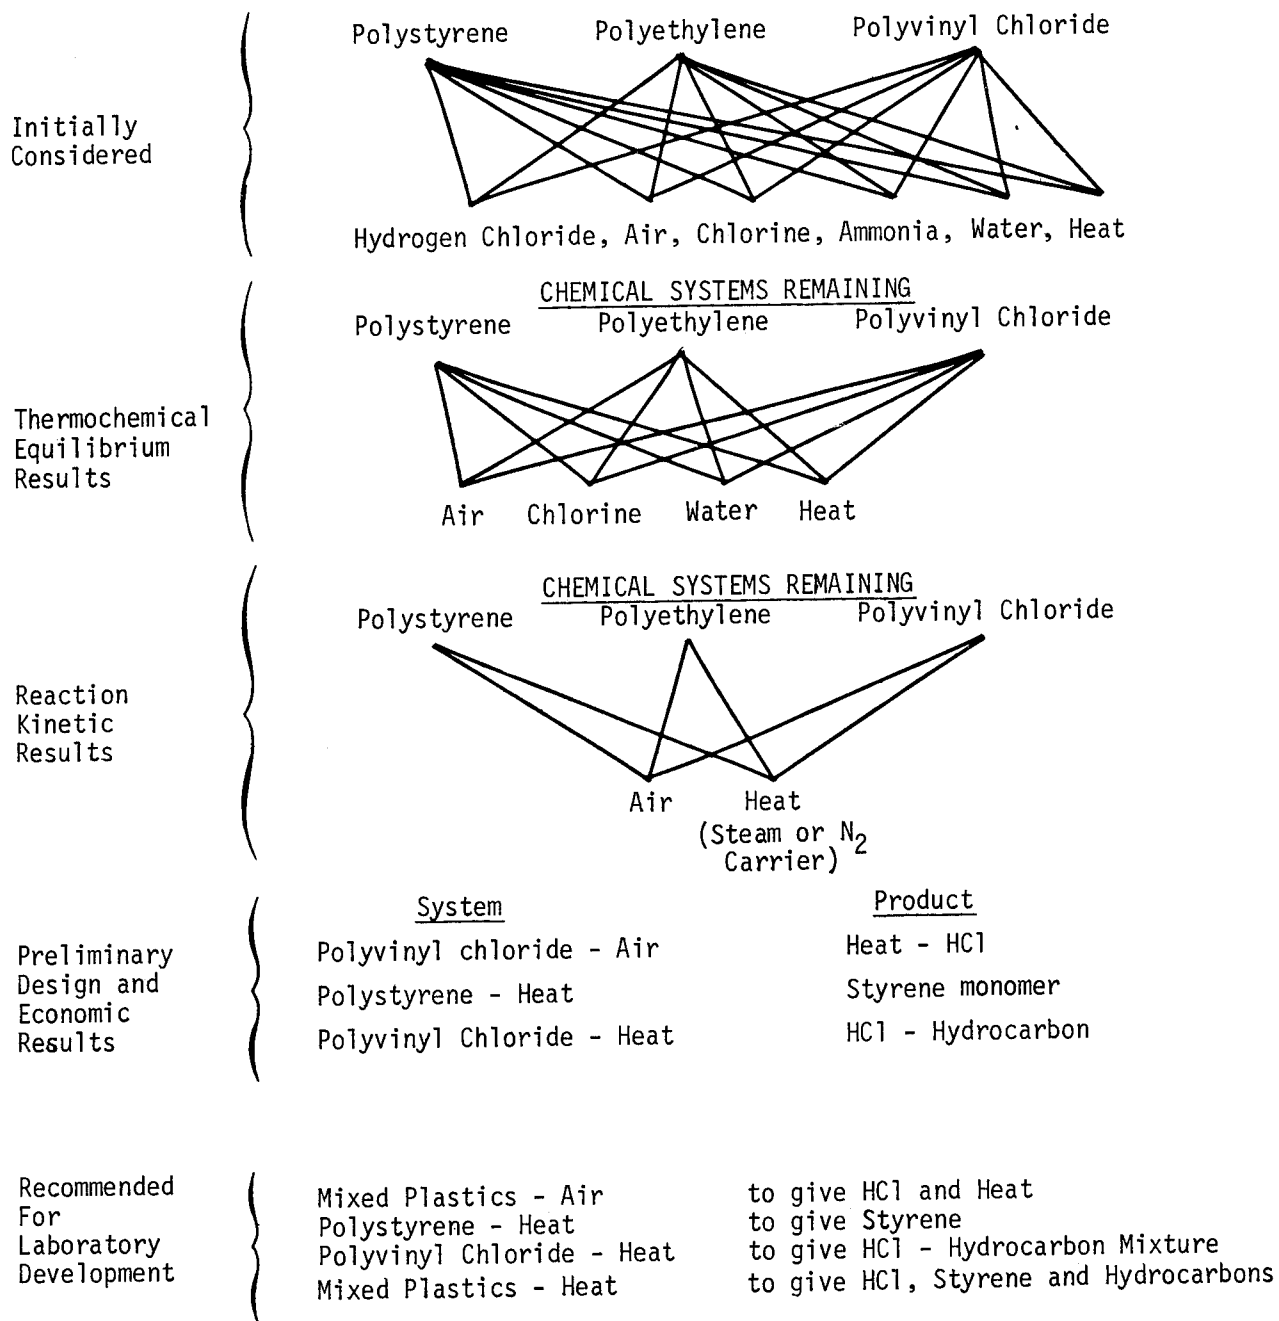 Polystyrene Polyethylene Polyvinyl Chloride
Initially
Considered
Hydrogen Chloride, Air, Chlorine, Ammonia, Water, Heat
CHEMICAL SYSTEMS REMAINING
Polystyrene Polyethylene Polyvinyl Chloride
Thermochemical
Equilibrium
Results
Air Chlorine Water Heat
CHEMICAL SYSTEMS REMAINING
Polystyrene Polyethylene Polyvinyl Chloride
Reaction
Kinetic
Results
Air Heat
(Steam or N2
Carrier)
System Product
Preliminary
Design and
Economic
Results
Polyvinyl chloride - Air Heat - HCl
Polystyrene - Heat Styrene monomer
Polyvinyl Chloride - Heat HCl - Hydrocarbon
Recommended
For
Laboratory
Development
Mixed Plastics - Air to give HCl and Heat
Polystyrene - Heat to give Styrene
Polyvinyl Chloride - Heat to give HCl - Hydrocarbon Mixture
Mixed Plastics - Heat to give HCl, Styrene and Hydrocarbons